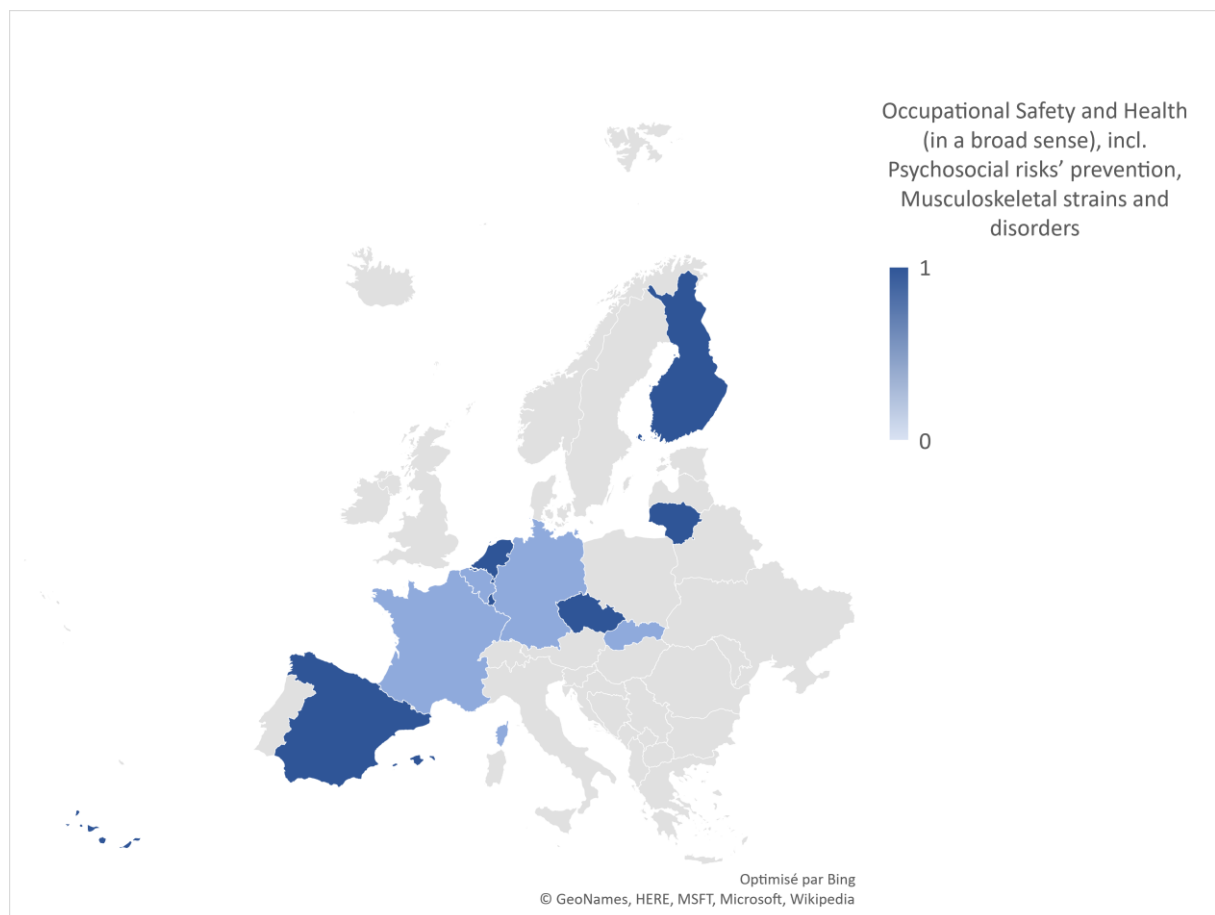 Occupational Safety and Health
(in a broad sense), incl.
Psychosocial risks’ prevention,
Musculoskeletal strains and
disorders
1
0
Optimisé par Bing
© GeoNames, HERE, MSFT, Microsoft, Wikipedia